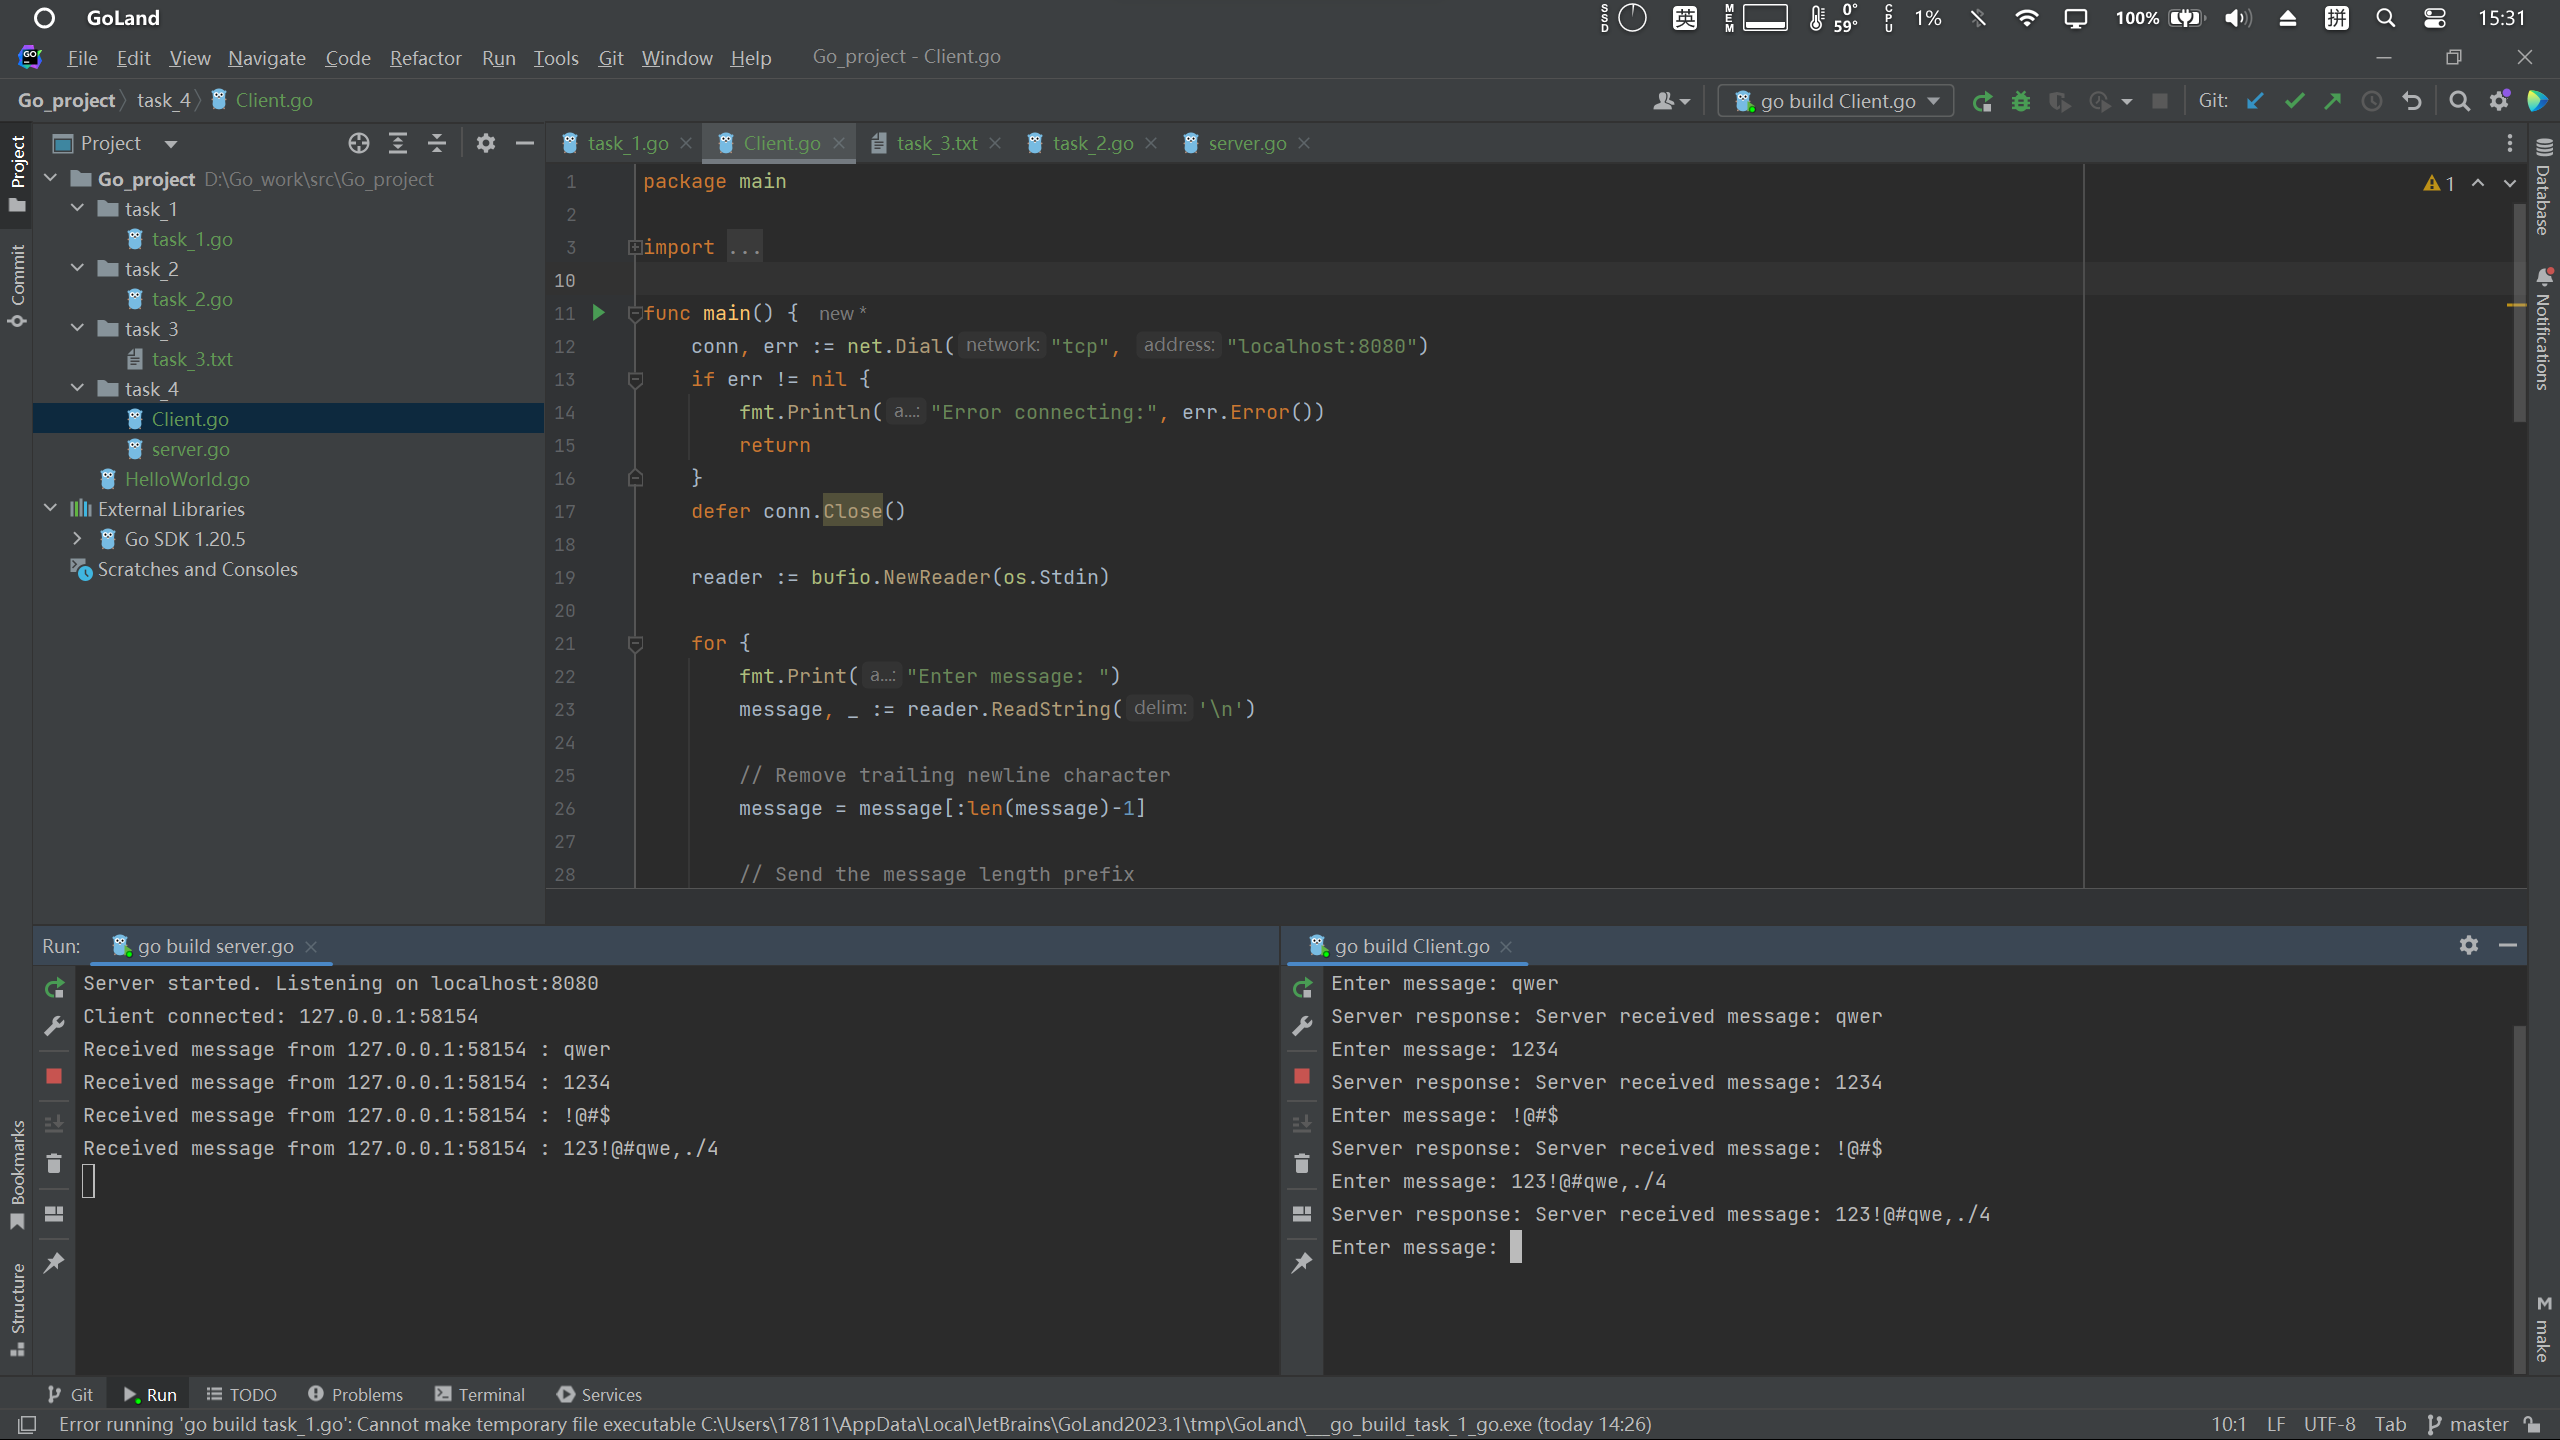 GoLand
SSD 英 MEM 0° 59° CPU 1% 100% 拼 15:31
File Edit View Navigate Code Refactor Run Tools Git Window Help Go_project - Client.go
Go_project task_4 Client.go
go build Client.go Git:
Project
task_1.go Client.go task_3.txt task_2.go server.go
Go_project D:\Go_work\src\Go_project
task_1
task_1.go
task_2
task_2.go
task_3
task_3.txt
task_4
Client.go
server.go
HelloWorld.go
External Libraries
Go SDK 1.20.5
Scratches and Consoles
Project
Commit
Bookmarks
Structure
1 package main
2
3 import ...
10
11 func main() { new *
12 conn, err := net.Dial( network: "tcp", address: "localhost:8080")
13 if err != nil {
14 fmt.Println( a...: "Error connecting:", err.Error())
15 return
16 }
17 defer conn.Close()
18
19 reader := bufio.NewReader(os.Stdin)
20
21 for {
22 fmt.Print( a...: "Enter message: ")
23 message, _ := reader.ReadString( delim: '\n')
24
25 // Remove trailing newline character
26 message = message[:len(message)-1]
27
28 // Send the message length prefix
1
Database
Notifications
make
Run: go build server.go
Server started. Listening on localhost:8080
Client connected: 127.0.0.1:58154
Received message from 127.0.0.1:58154 : qwer
Received message from 127.0.0.1:58154 : 1234
Received message from 127.0.0.1:58154 : !@#$
Received message from 127.0.0.1:58154 : 123!@#qwe,./4
go build Client.go
Enter message: qwer
Server response: Server received message: qwer
Enter message: 1234
Server response: Server received message: 1234
Enter message: !@#$
Server response: Server received message: !@#$
Enter message: 123!@#qwe,./4
Server response: Server received message: 123!@#qwe,./4
Enter message:
Git Run TODO Problems Terminal Services
Error running 'go build task_1.go': Cannot make temporary file executable C:\Users\17811\AppData\Local\JetBrains\GoLand2023.1\tmp\GoLand\___go_build_task_1_go.exe (today 14:26) 10:1 LF UTF-8 Tab master